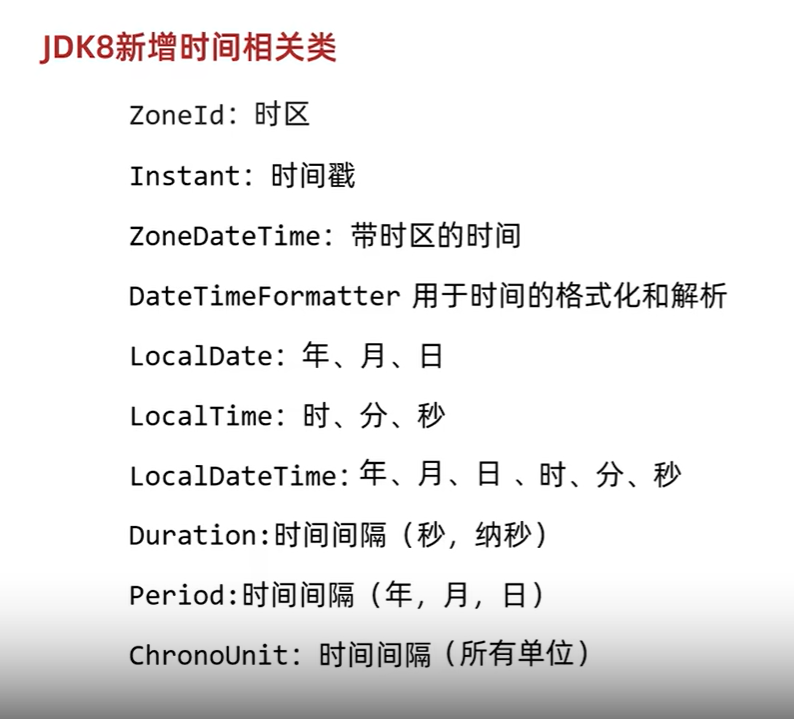 JDK8新增时间相关类
ZoneId：时区
Instant：时间戳
ZoneDateTime：带时区的时间
DateTimeFormatter 用于时间的格式化和解析
LocalDate：年、月、日
LocalTime：时、分、秒
LocalDateTime:年、月、日 、时、分、秒
Duration:时间间隔（秒，纳秒）
Period:时间间隔（年，月，日）
ChronoUnit：时间间隔（所有单位）